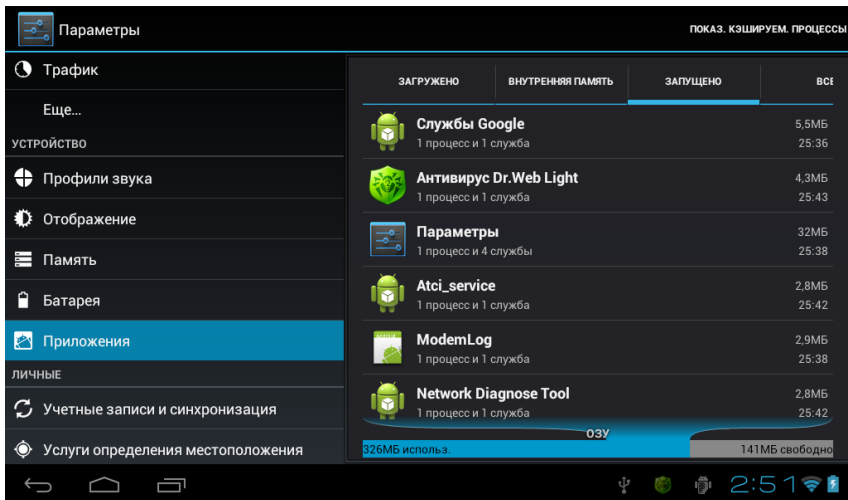 Параметры
ПОКАЗ. КЭШИРУЕМ. ПРОЦЕССЫ
Трафик
Еще...
УСТРОЙСТВО
Профили звука
Отображение
Память
Батарея
Приложения
ЛИЧНЫЕ
Учетные записи и синхронизация
Услуги определения местоположения
ЗАГРУЖЕНО ВНУТРЕННЯЯ ПАМЯТЬ ЗАПУЩЕНО ВСЕ
Службы Google 5,5МБ
1 процесс и 1 служба 25:36
Антивирус Dr.Web Light 4,3МБ
1 процесс и 1 служба 25:43
Параметры 32МБ
1 процесс и 4 службы 25:38
Atci_service 2,8МБ
1 процесс и 1 служба 25:42
ModemLog 2,9МБ
1 процесс и 1 служба 25:38
Network Diagnose Tool 2,8МБ
1 процесс и 1 служба 25:42
ОЗУ
326МБ использ. 141МБ свободно
2:51